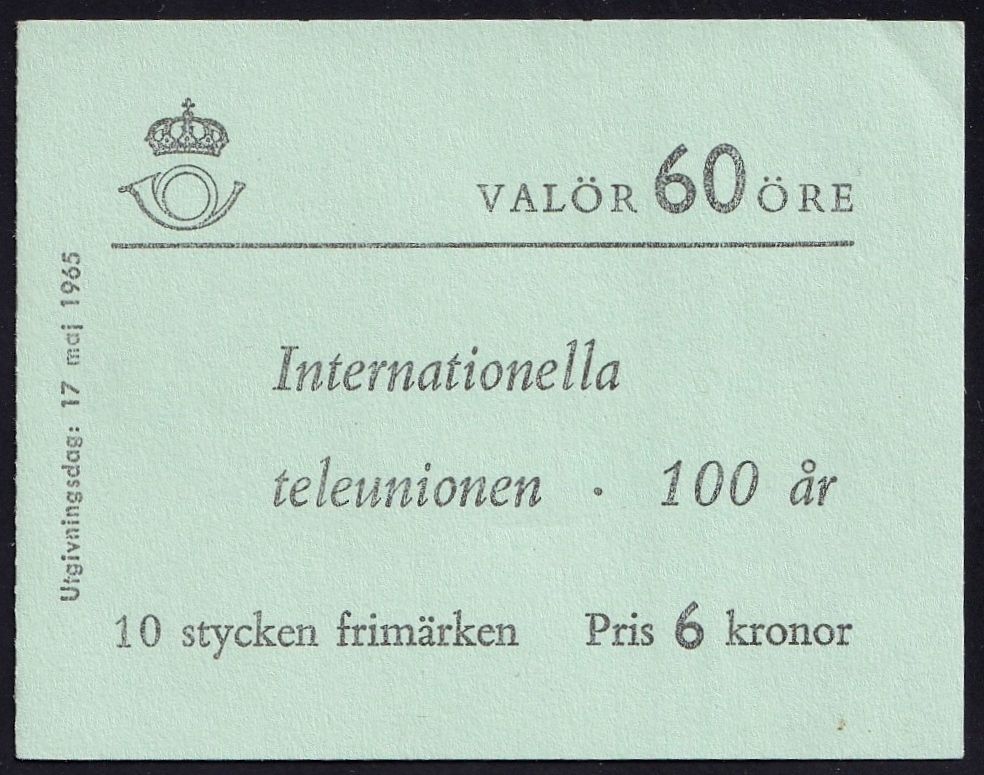 VALÖR 60 ÖRE
Internationella
teleunionen · 100 år
10 stycken frimärken Pris 6 kronor
Utgivningsdag: 17 maj 1965